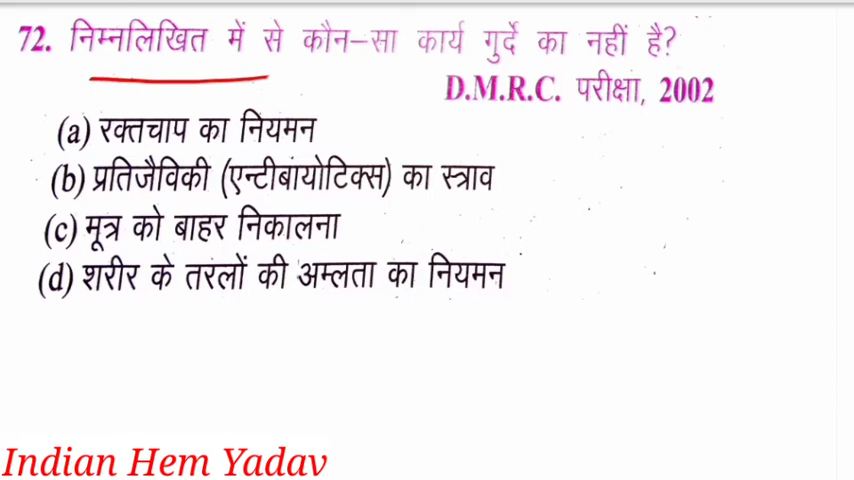 72. निम्नलिखित में से कौन-सा कार्य गुर्दे का नहीं है?
D.M.R.C. परीक्षा, 2002
(a) रक्तचाप का नियमन
(b) प्रतिजैविकी (एन्टीबायोटिक्स) का स्त्राव
(c) मूत्र को बाहर निकालना
(d) शरीर के तरलों की अम्लता का नियमन
Indian Hem Yadav